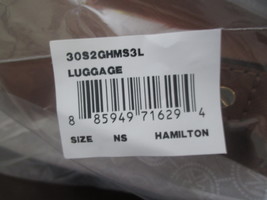 30S2GHMS3L
LUGGAGE
8 85949 71629 4
SIZE NS HAMILTON